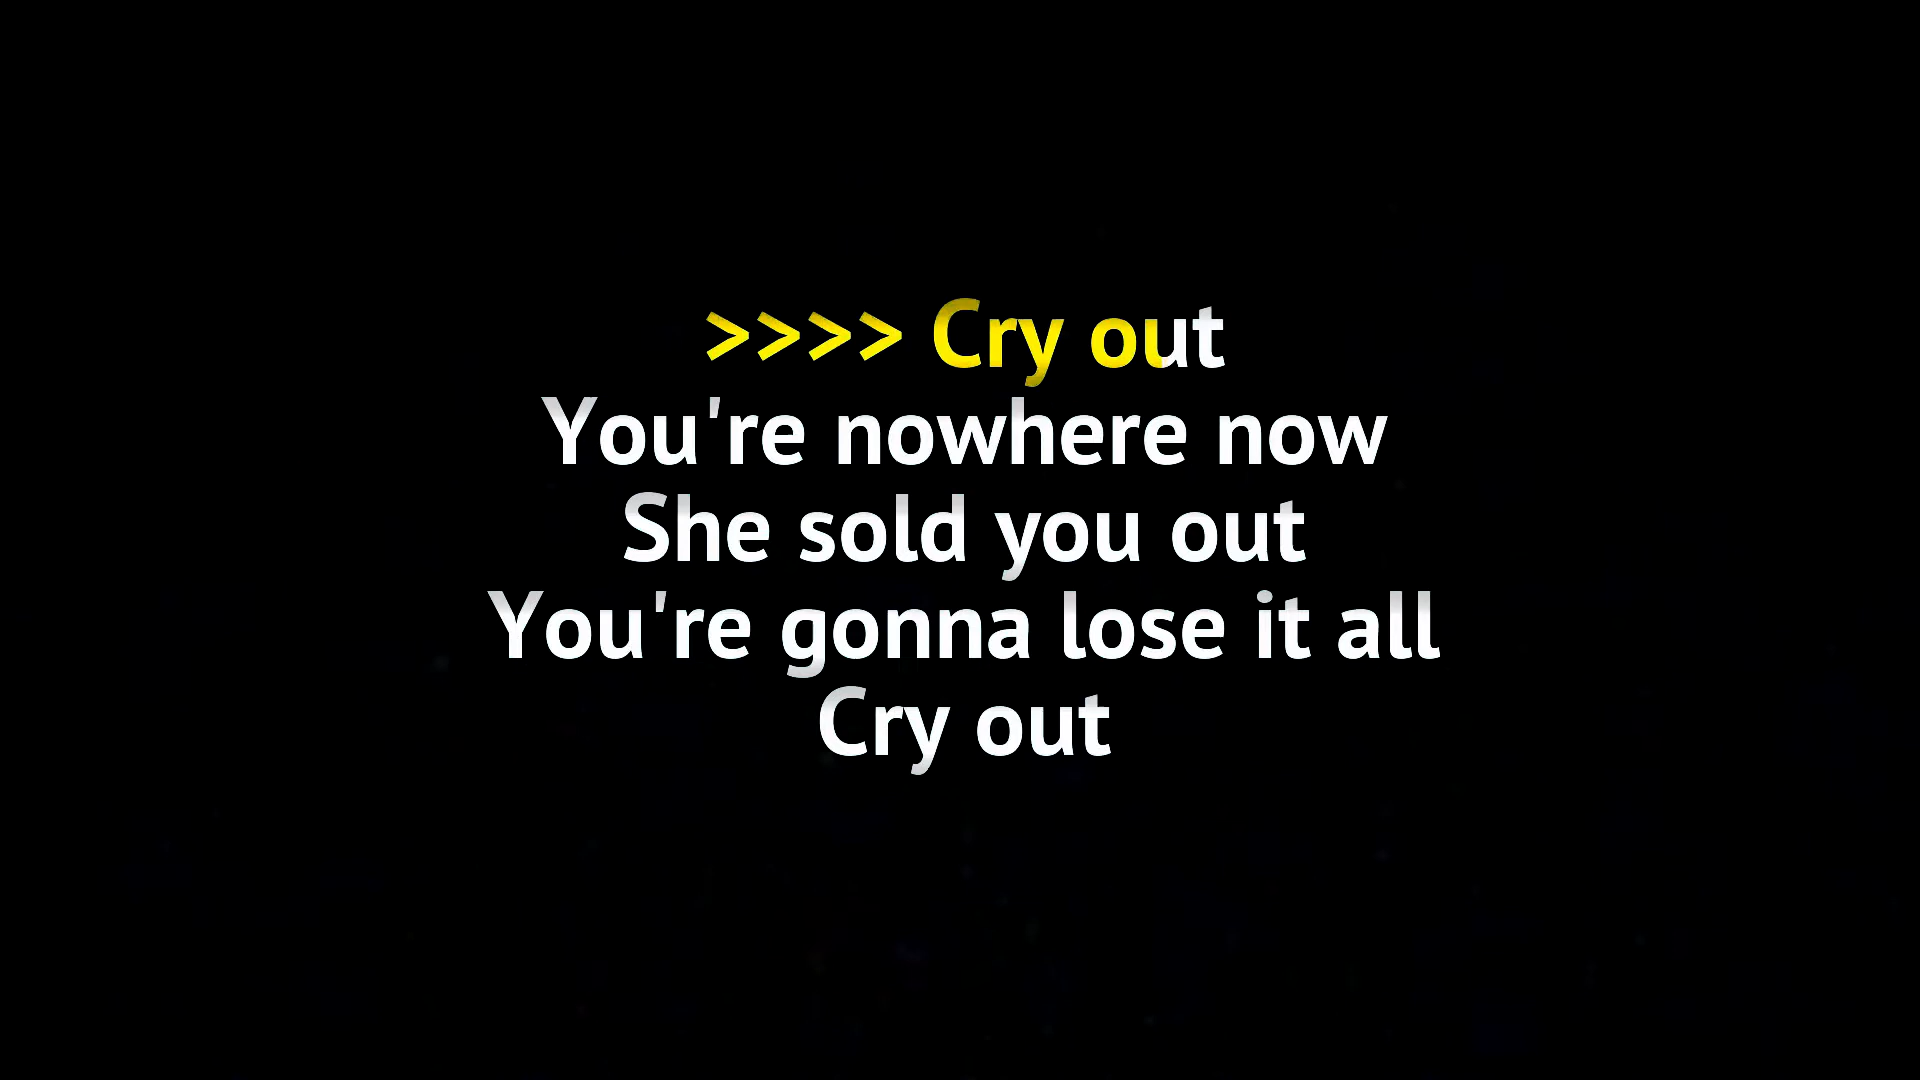 >>>> Cry out
You're nowhere now
She sold you out
You're gonna lose it all
Cry out